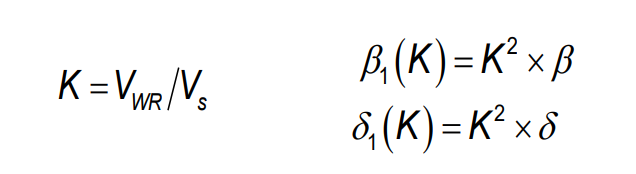 K = V_WR/V_s
β₁(K) = K² × β
δ₁(K) = K² × δ